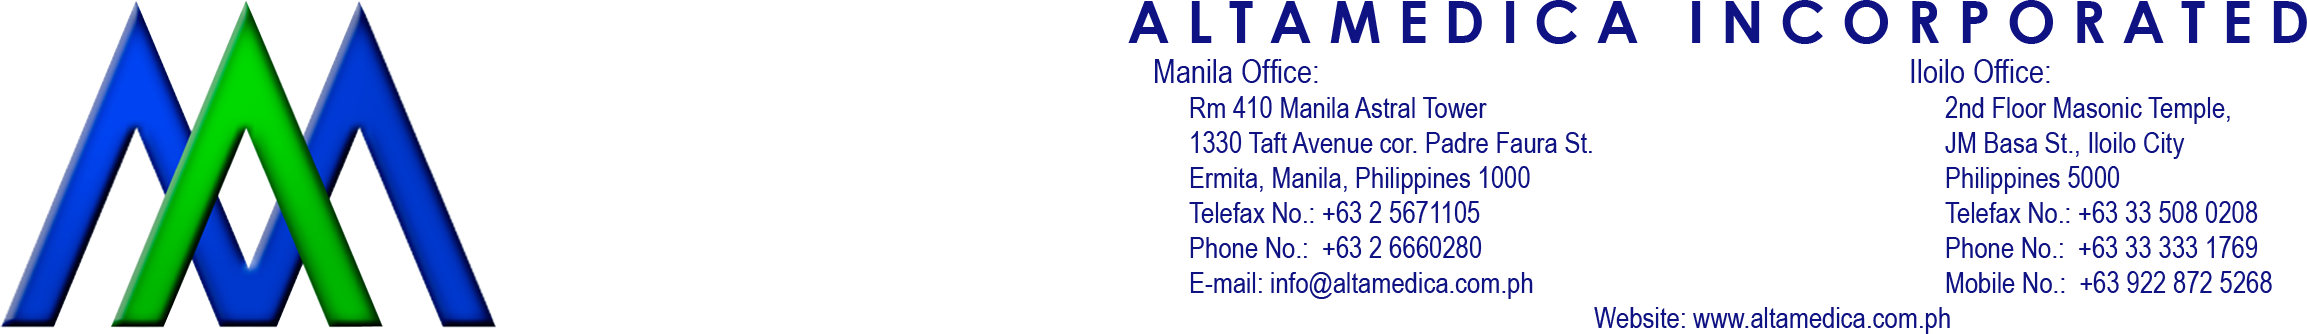 ALTAMEDICA INCORPORATED
Manila Office:
Rm 410 Manila Astral Tower
1330 Taft Avenue cor. Padre Faura St.
Ermita, Manila, Philippines 1000
Telefax No.: +63 2 5671105
Phone No.: +63 2 6660280
E-mail: info@altamedica.com.ph
Iloilo Office:
2nd Floor Masonic Temple,
JM Basa St., Iloilo City
Philippines 5000
Telefax No.: +63 33 508 0208
Phone No.: +63 33 333 1769
Mobile No.: +63 922 872 5268
Website: www.altamedica.com.ph